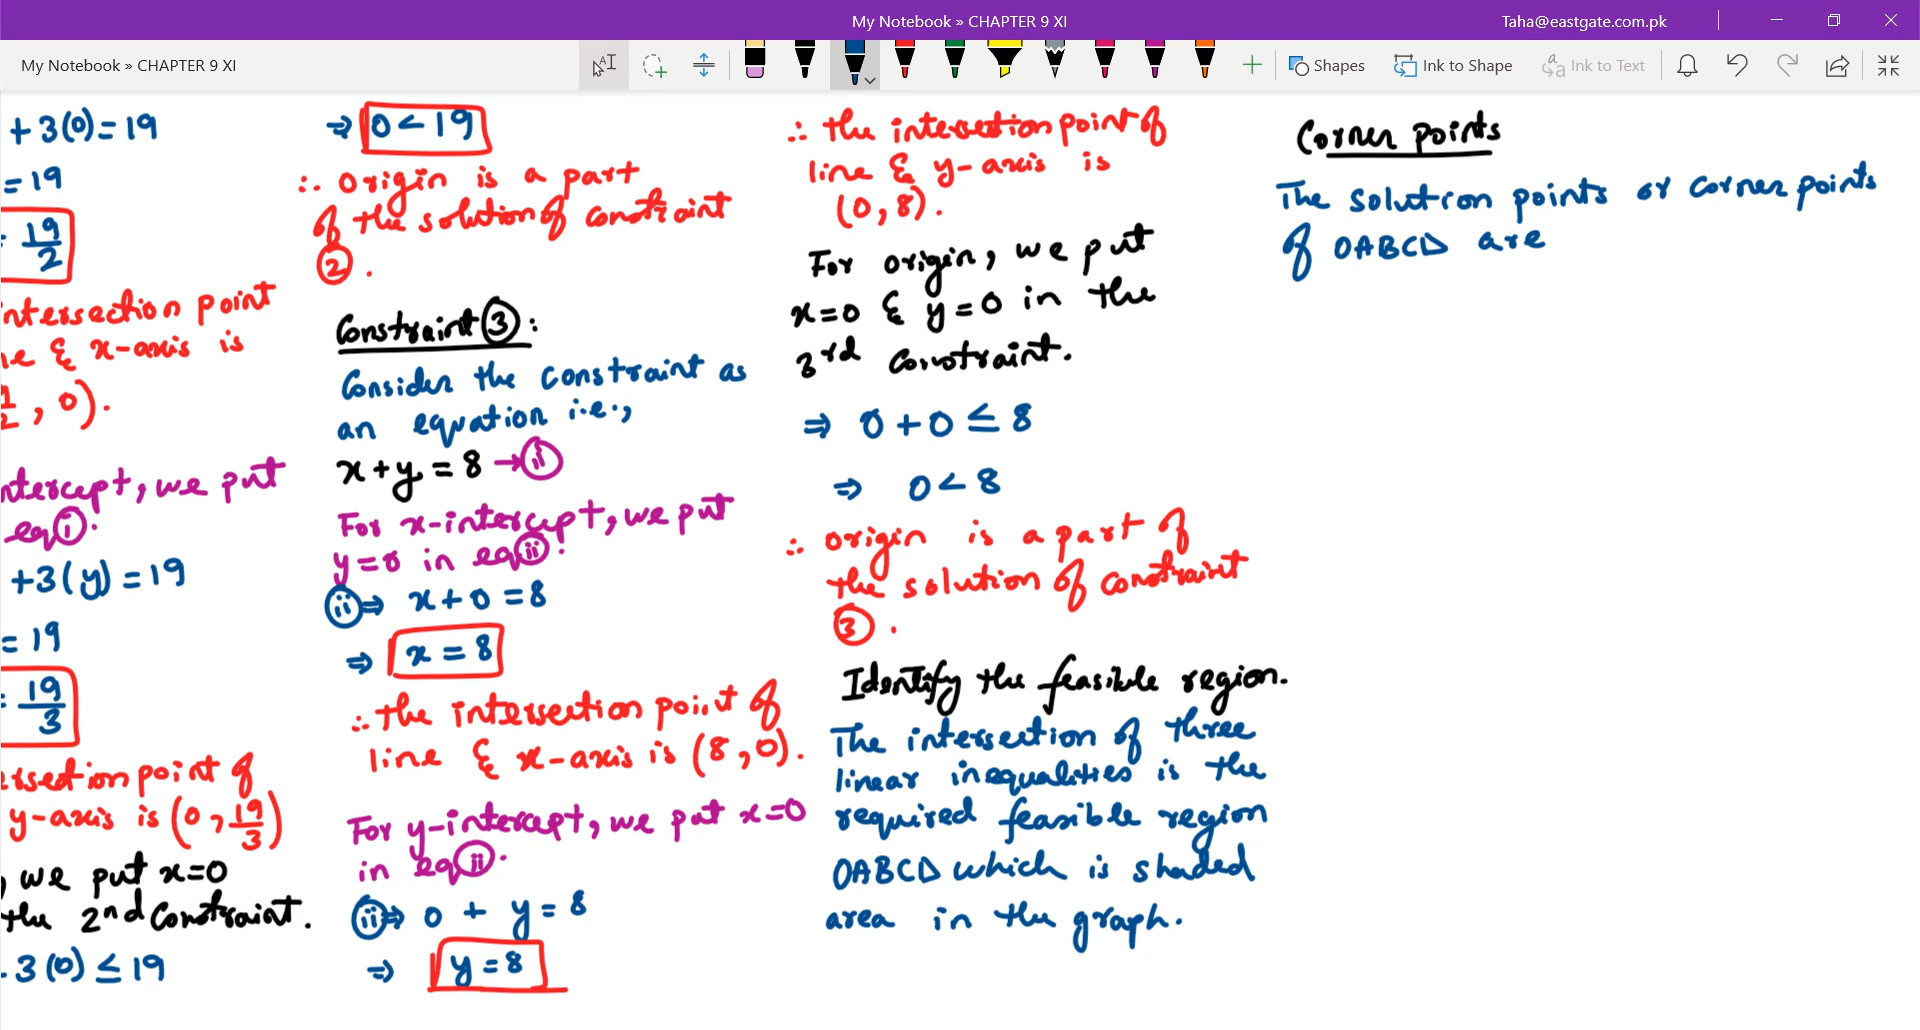 My Notebook » CHAPTER 9 XI
Taha@eastgate.com.pk
My Notebook » CHAPTER 9 XI
Shapes
Ink to Shape
Ink to Text
+ 3(0) = 19
= 19
19/2
ntersection point
& x-axis is
, 0).
ntercept, we put
eq (i).
+3(y) = 19
= 19
= 19/3
ersection point of
y-axis is (0, 19/3)
, we put x=0
the 2nd Constraint.
3(0) ≤ 19
⇒ 0 < 19
∴ origin is a part
of the solution of constraint
(2).
Constraint (3):
Consider the constraint as
an equation i.e.,
x + y = 8 → (ii)
For x-intercept, we put
y=0 in eq (ii).
(ii) ⇒ x + 0 = 8
⇒ x = 8
∴ the intersection point of
line & x-axis is (8, 0).
For y-intercept, we put x=0
in eq (ii).
(ii) ⇒ 0 + y = 8
⇒ y = 8
∴ the intersection point of
line & y-axis is
(0, 8).
For origin, we put
x=0 & y=0 in the
3rd constraint.
⇒ 0 + 0 ≤ 8
⇒ 0 < 8
∴ origin is a part of
the solution of constraint
(3).
Identify the feasible region.
The intersection of three
linear inequalities is the
required feasible region
OABCD which is shaded
area in the graph.
Corner points
The solution points or corner points
of OABCD are